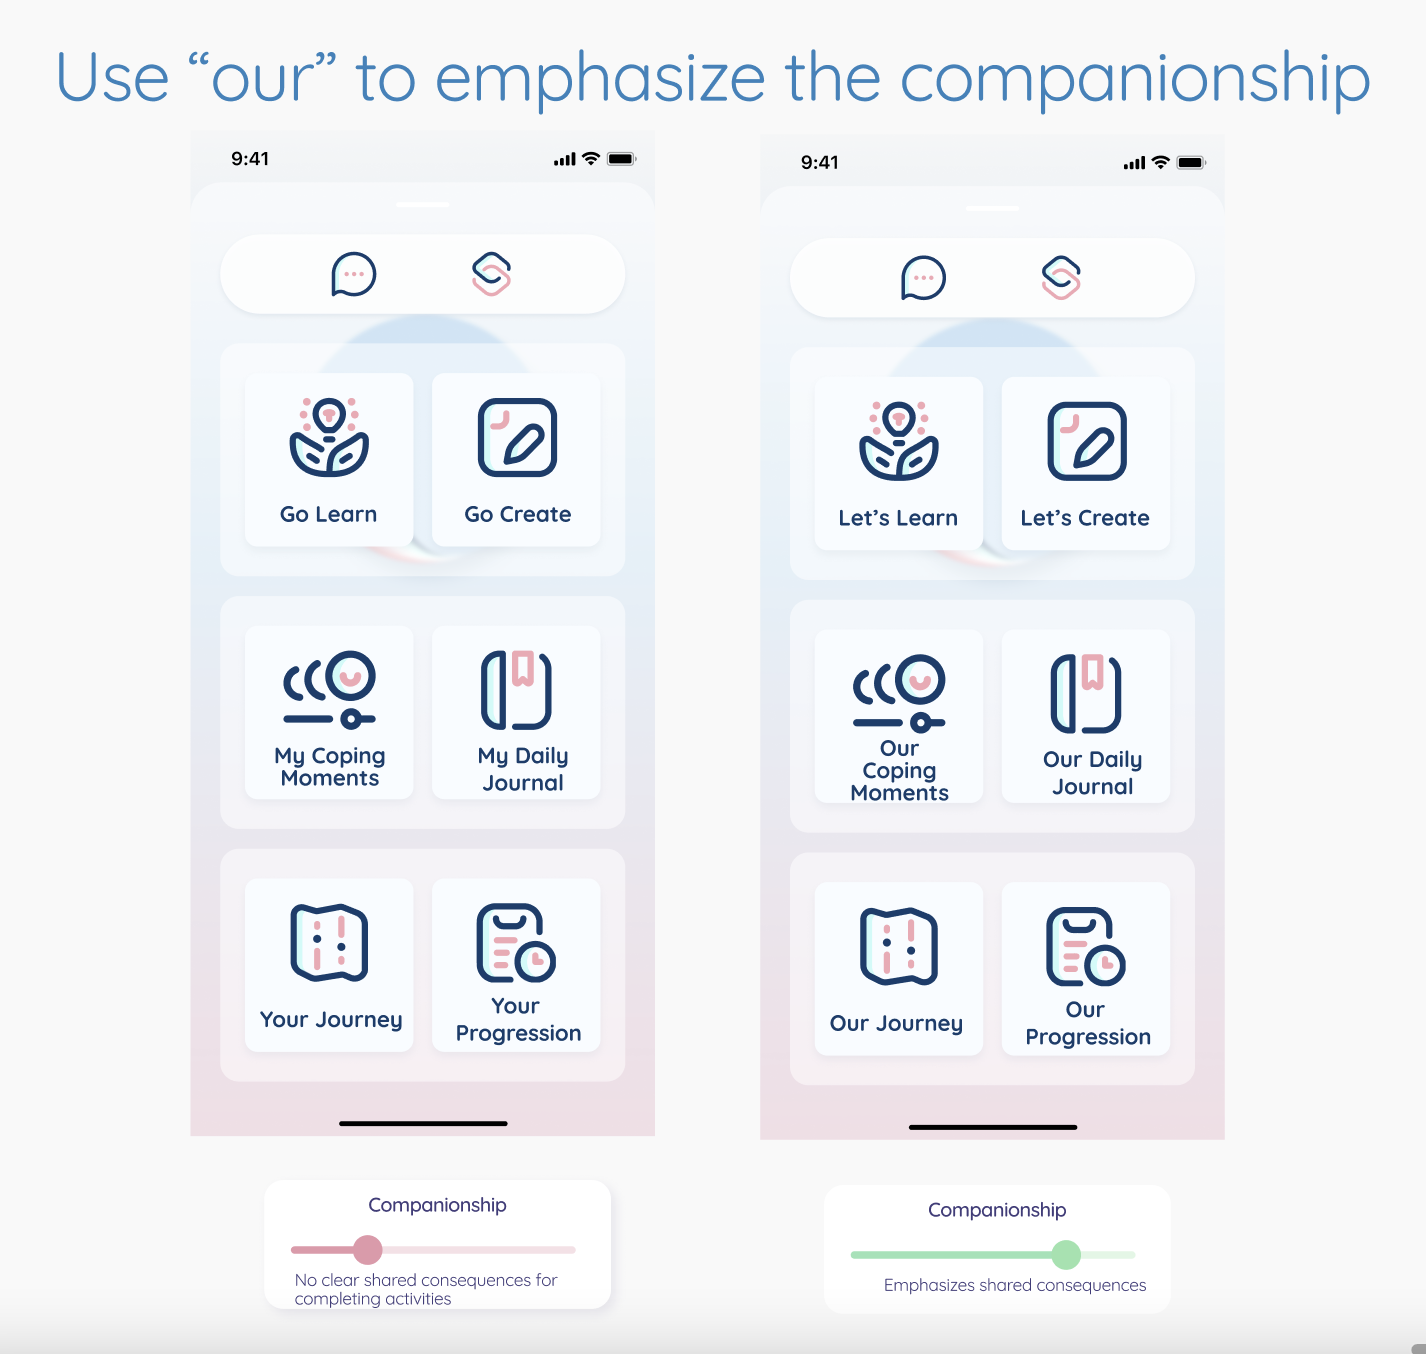 Use “our” to emphasize the companionship
9:41
Go Learn
Go Create
My Coping
Moments
My Daily
Journal
Your Journey
Your
Progression
Companionship
No clear shared consequences for
completing activities
9:41
Let’s Learn
Let’s Create
Our
Coping
Moments
Our Daily
Journal
Our Journey
Our
Progression
Companionship
Emphasizes shared consequences